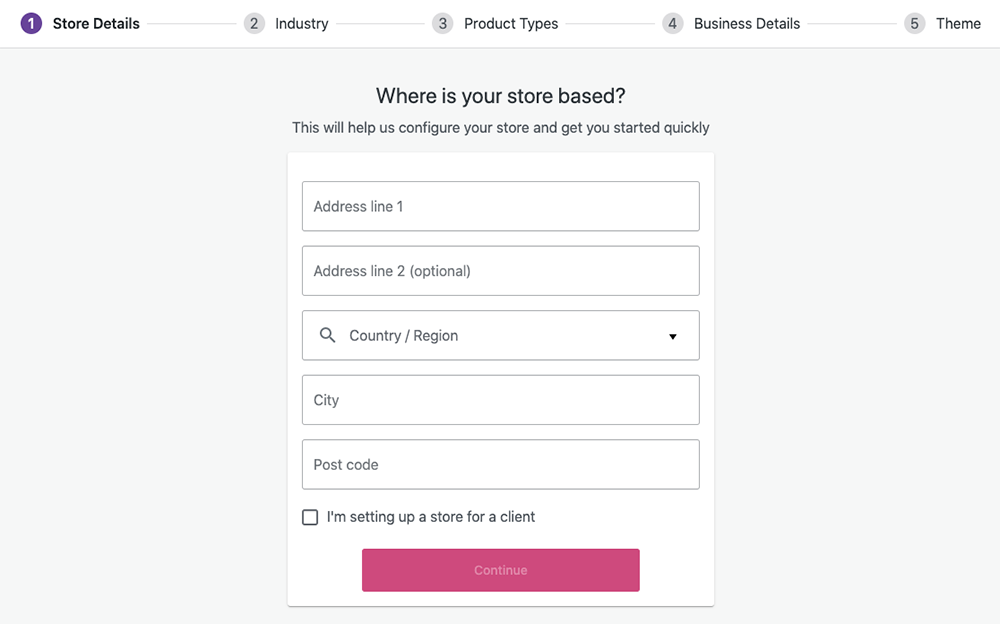 1 Store Details 2 Industry 3 Product Types 4 Business Details 5 Theme
Where is your store based?
This will help us configure your store and get you started quickly
Address line 1
Address line 2 (optional)
Country / Region
City
Post code
I'm setting up a store for a client
Continue